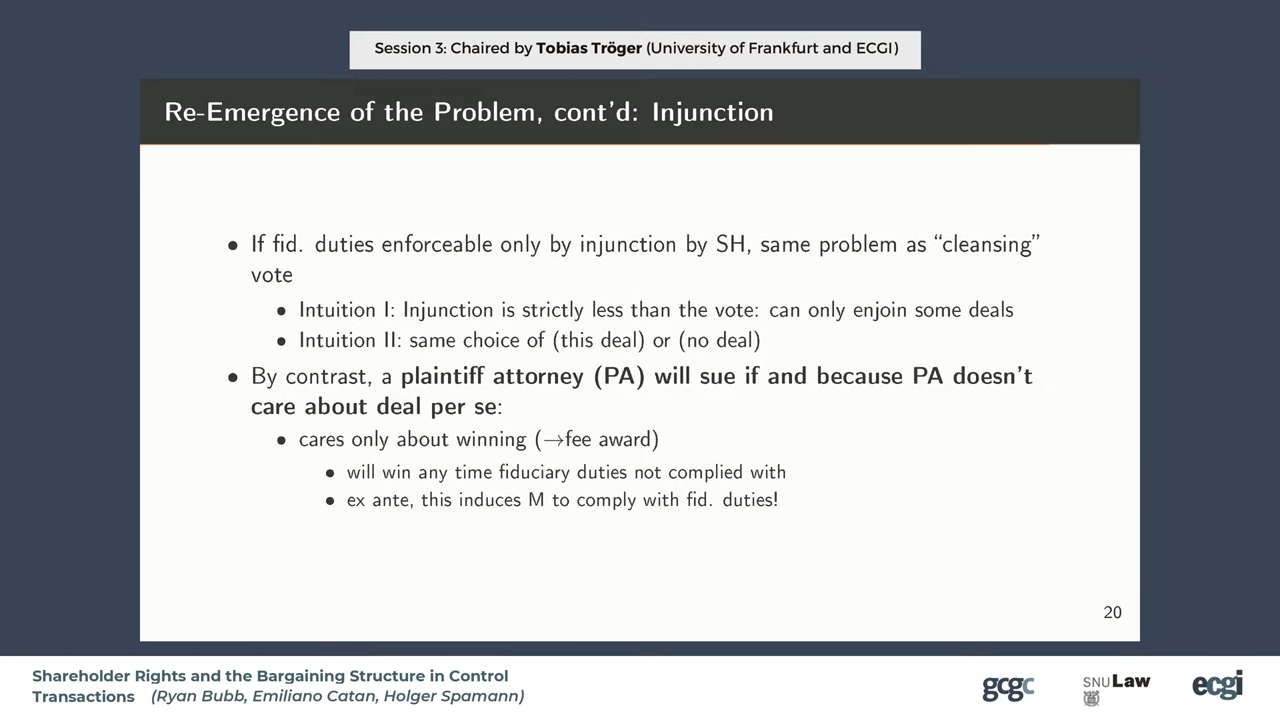 Session 3: Chaired by Tobias Tröger (University of Frankfurt and ECGI)
Re-Emergence of the Problem, cont'd: Injunction
• If fid. duties enforceable only by injunction by SH, same problem as “cleansing”
vote
• Intuition I: Injunction is strictly less than the vote: can only enjoin some deals
• Intuition II: same choice of (this deal) or (no deal)
• By contrast, a plaintiff attorney (PA) will sue if and because PA doesn't
care about deal per se:
• cares only about winning (→fee award)
• will win any time fiduciary duties not complied with
• ex ante, this induces M to comply with fid. duties!
20
Shareholder Rights and the Bargaining Structure in Control
Transactions (Ryan Bubb, Emiliano Catan, Holger Spamann)
gcgc
SNU Law
ecgi